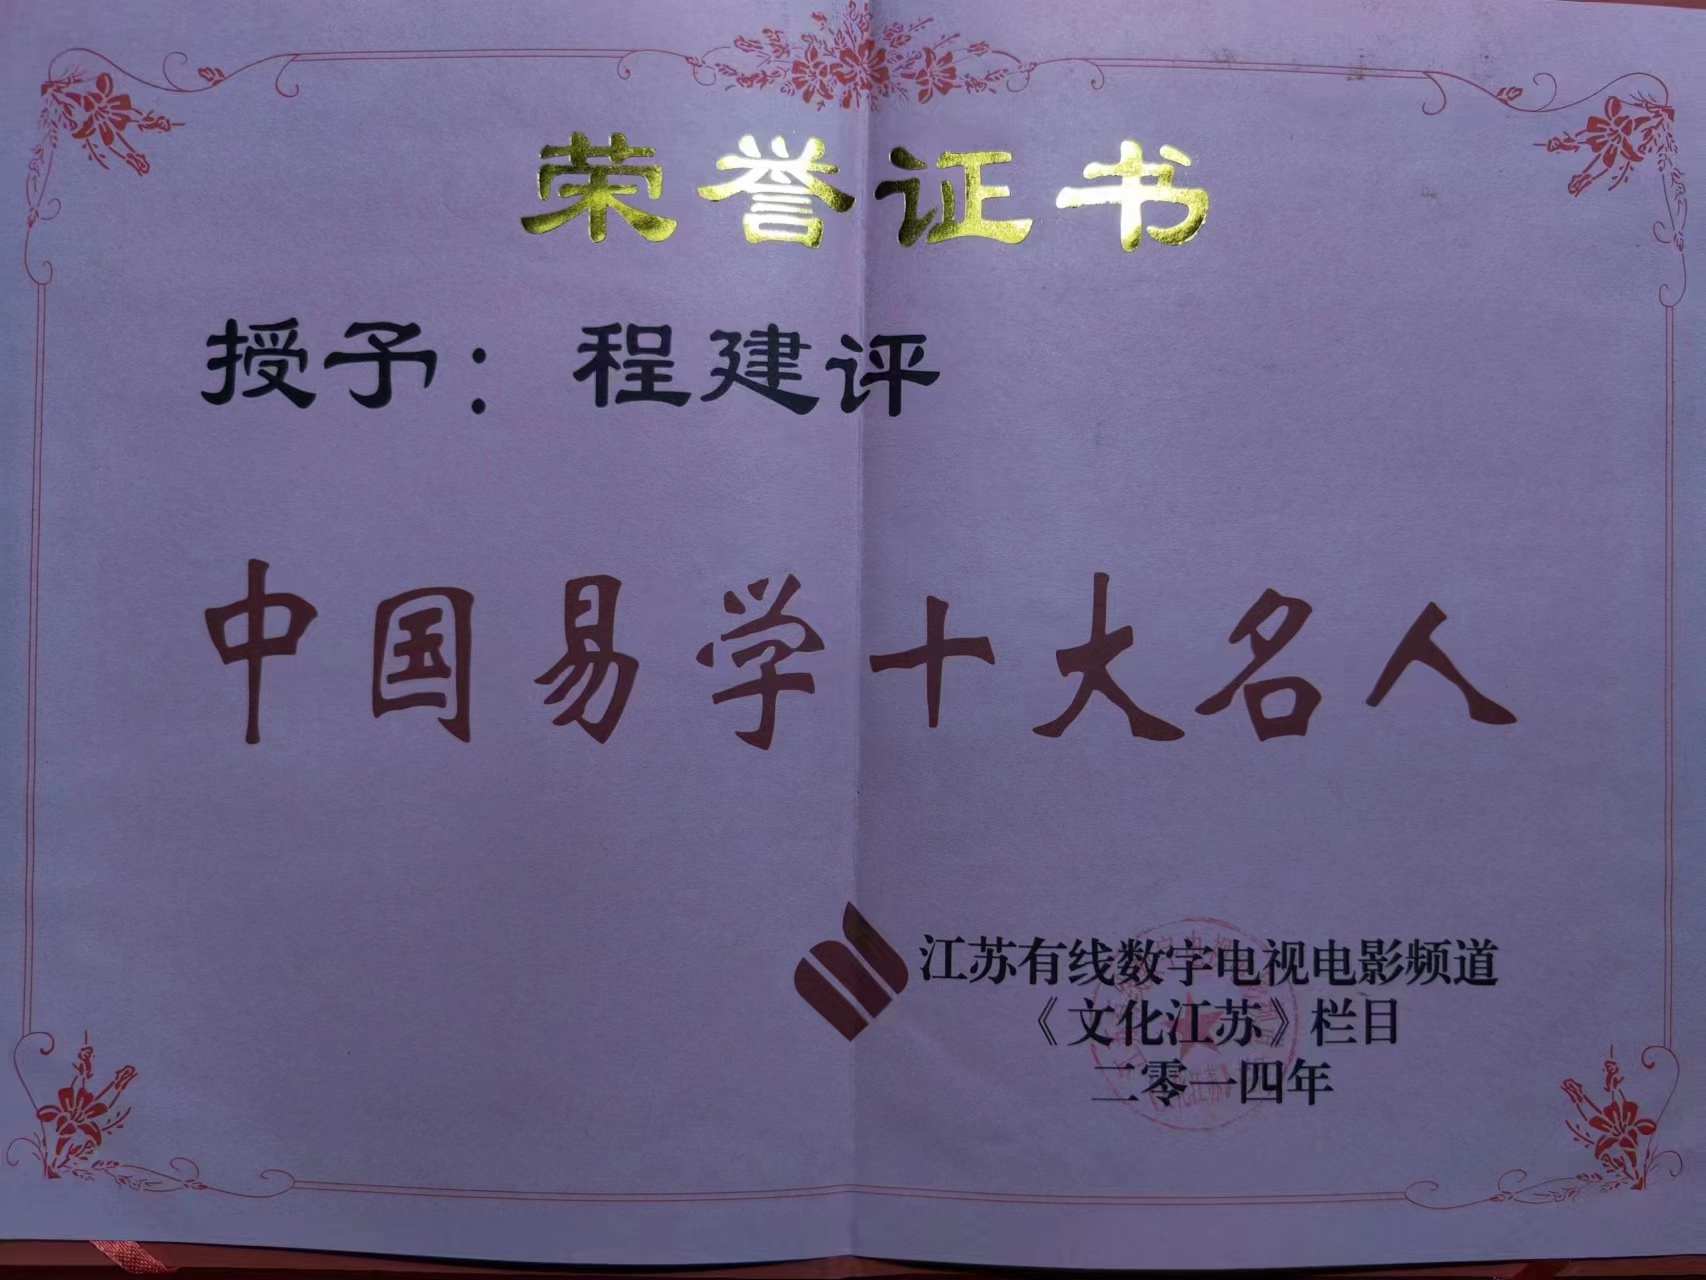 荣誉证书
授予：程建评
中国易学十大名人
江苏有线数字电视电影频道
《文化江苏》栏目
二零一四年